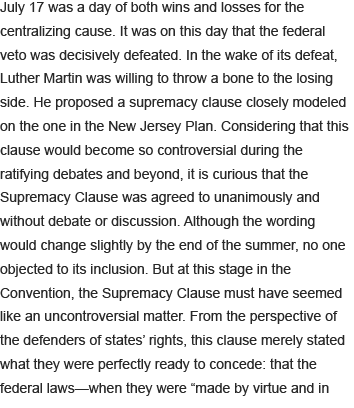 July 17 was a day of both wins and losses for the
centralizing cause. It was on this day that the federal
veto was decisively defeated. In the wake of its defeat,
Luther Martin was willing to throw a bone to the losing
side. He proposed a supremacy clause closely modeled
on the one in the New Jersey Plan. Considering that this
clause would become so controversial during the
ratifying debates and beyond, it is curious that the
Supremacy Clause was agreed to unanimously and
without debate or discussion. Although the wording
would change slightly by the end of the summer, no one
objected to its inclusion. But at this stage in the
Convention, the Supremacy Clause must have seemed
like an uncontroversial matter. From the perspective of
the defenders of states’ rights, this clause merely stated
what they were perfectly ready to concede: that the
federal laws—when they were “made by virtue and in